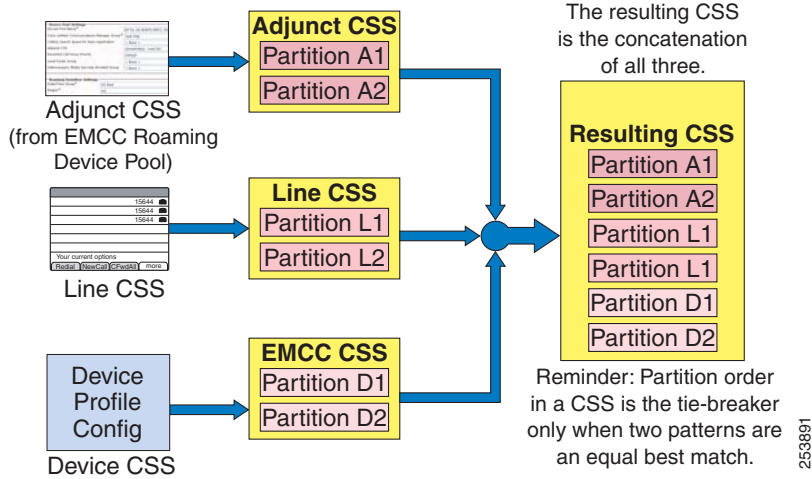 Adjunct CSS
(from EMCC Roaming
Device Pool)
Adjunct CSS
Partition A1
Partition A2
15644
15644
15644
Your current options
Redial NewCall CFwdAll more
Line CSS
Line CSS
Partition L1
Partition L2
Device
Profile
Config
Device CSS
EMCC CSS
Partition D1
Partition D2
The resulting CSS
is the concatenation
of all three.
Resulting CSS
Partition A1
Partition A2
Partition L1
Partition L1
Partition D1
Partition D2
Reminder: Partition order
in a CSS is the tie-breaker
only when two patterns are
an equal best match.
253891